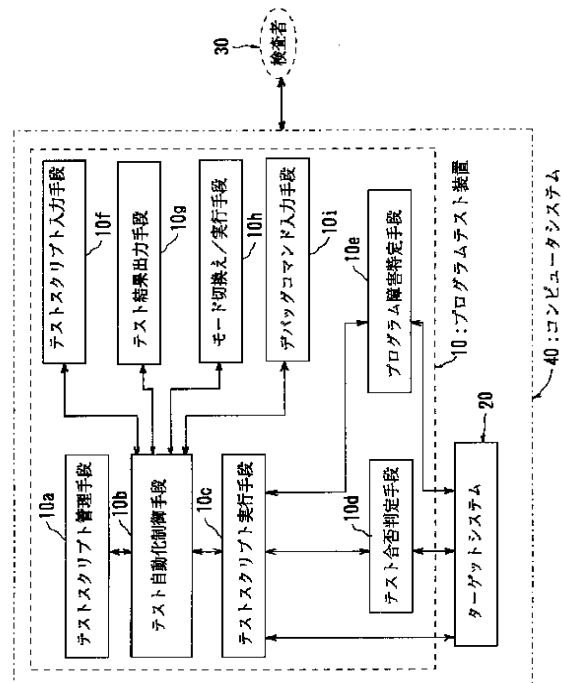 30
検査者
テストスクリプト入力手段
10f
テスト結果出力手段
10g
モード切換え/実行手段
10h
デバッグコマンド入力手段
10i
プログラム障害特定手段
10e
10:プログラムテスト装置
40:コンピュータシステム
テストスクリプト管理手段
10a
テスト自動化制御手段
10b
テストスクリプト実行手段
10c
テスト合否判定手段
10d
ターゲットシステム
20